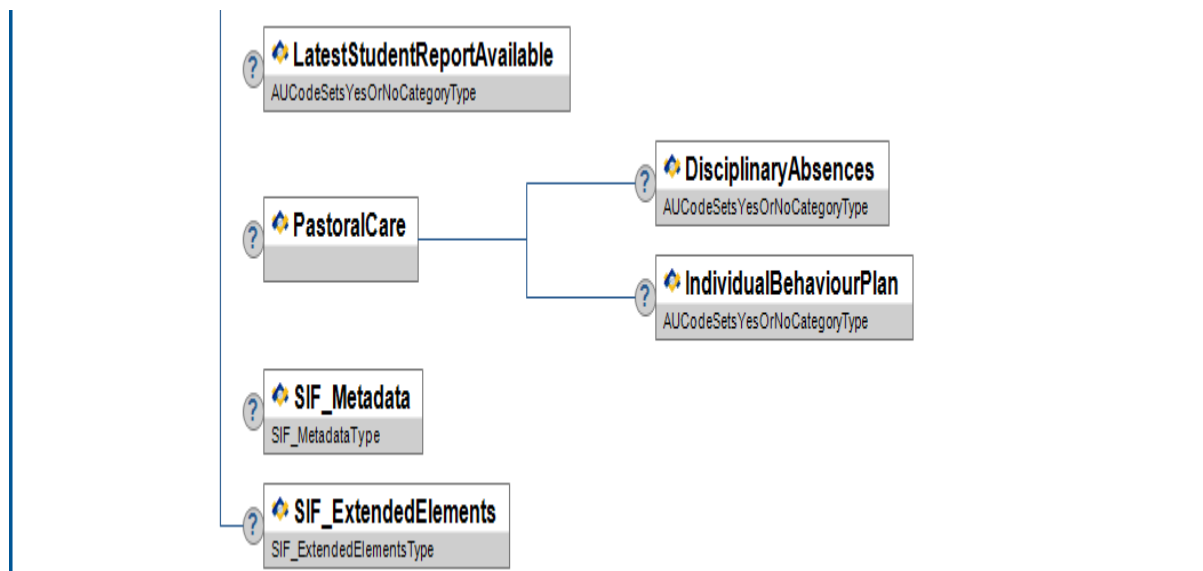 ? LatestStudentReportAvailable
AUCodeSetsYesOrNoCategoryType
? DisciplinaryAbsences
AUCodeSetsYesOrNoCategoryType
? PastoralCare
? IndividualBehaviourPlan
AUCodeSetsYesOrNoCategoryType
? SIF_Metadata
SIF_MetadataType
? SIF_ExtendedElements
SIF_ExtendedElementsType